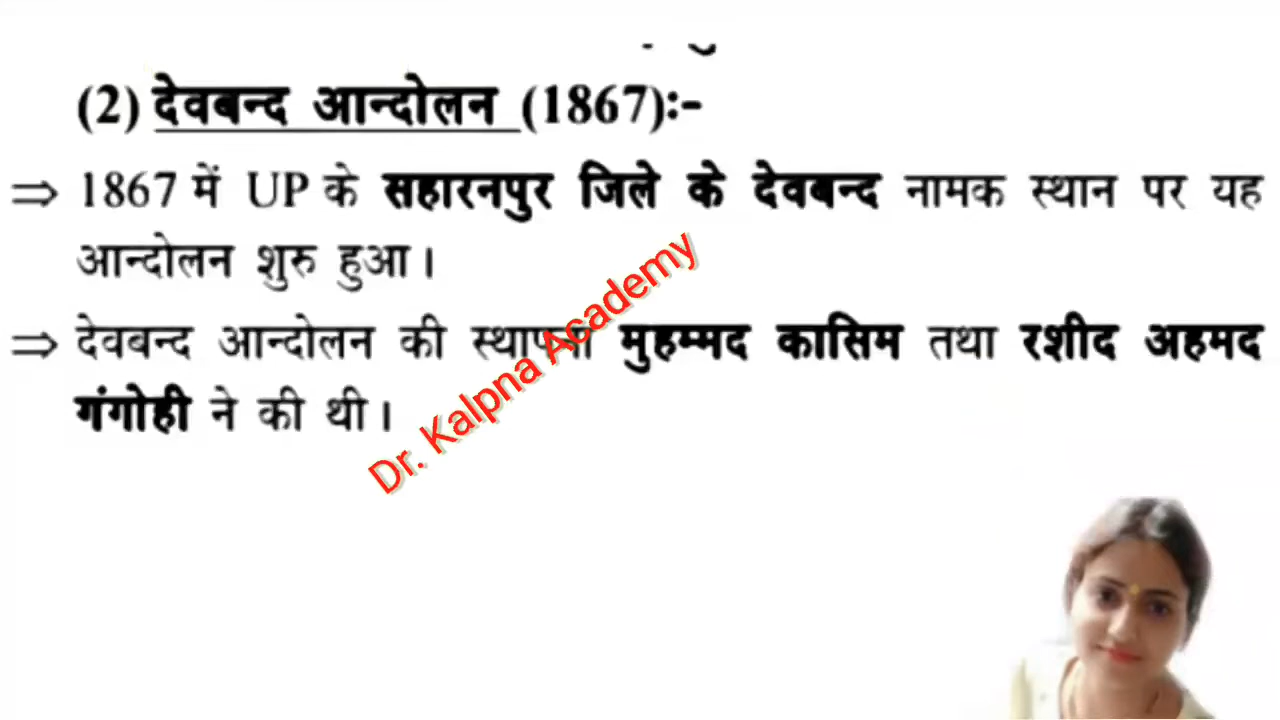 (2) देवबन्द आन्दोलन (1867):-
⇒ 1867 में UP के सहारनपुर जिले के देवबन्द नामक स्थान पर यह
आन्दोलन शुरु हुआ।
⇒ देवबन्द आन्दोलन की स्थापना मुहम्मद कासिम तथा रशीद अहमद
गंगोही ने की थी।
Dr. Kalpna Academy